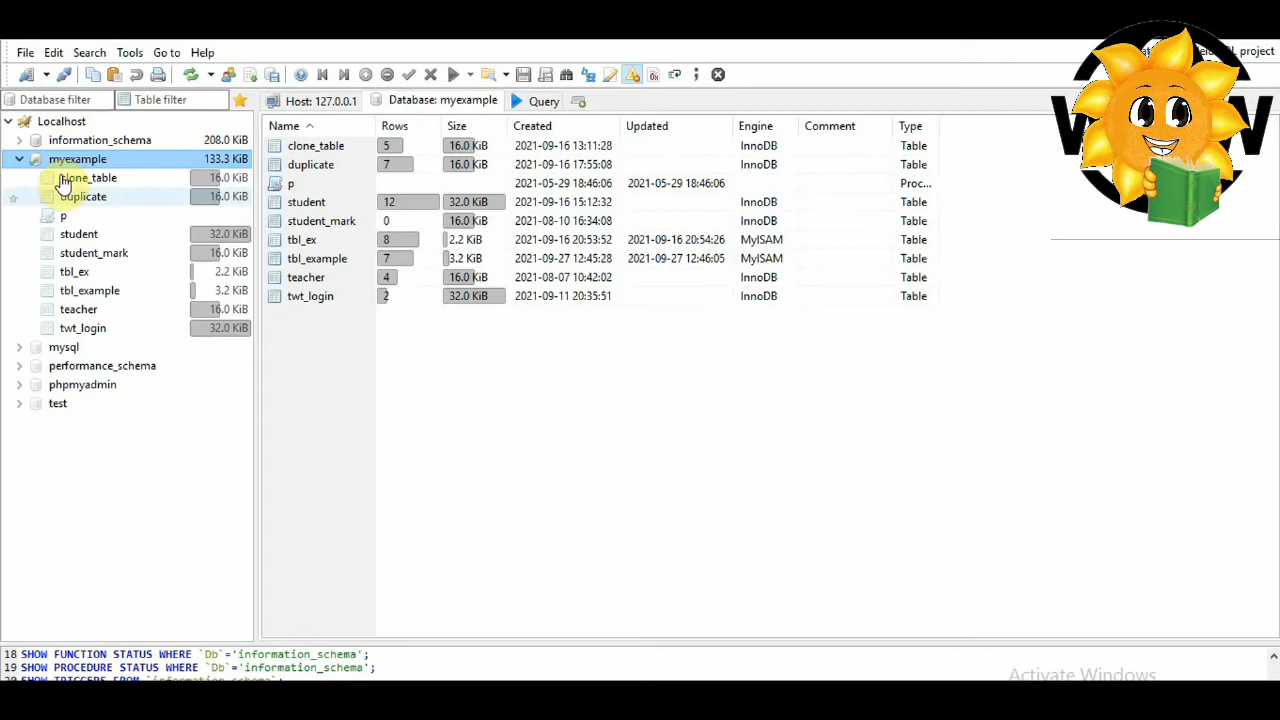 File Edit Search Tools Go to Help
project
Database filter
Table filter
Host: 127.0.0.1
Database: myexample
Query
Localhost
information_schema 208.0 KiB
myexample 133.3 KiB
clone_table 16.0 KiB
duplicate 16.0 KiB
p
student 32.0 KiB
student_mark 16.0 KiB
tbl_ex 2.2 KiB
tbl_example 3.2 KiB
teacher 16.0 KiB
twt_login 32.0 KiB
mysql
performance_schema
phpmyadmin
test
Name Rows Size Created Updated Engine Comment Type
clone_table 5 16.0 KiB 2021-09-16 13:11:28 InnoDB Table
duplicate 7 16.0 KiB 2021-09-16 17:55:08 InnoDB Table
p 2021-05-29 18:46:06 2021-05-29 18:46:06 Proc...
student 12 32.0 KiB 2021-09-16 15:12:32 InnoDB Table
student_mark 0 16.0 KiB 2021-08-10 16:34:08 InnoDB Table
tbl_ex 8 2.2 KiB 2021-09-16 20:53:52 2021-09-16 20:54:26 MyISAM Table
tbl_example 7 3.2 KiB 2021-09-27 12:45:28 2021-09-27 12:46:05 MyISAM Table
teacher 4 16.0 KiB 2021-08-07 10:42:02 InnoDB Table
twt_login 2 32.0 KiB 2021-09-11 20:35:51 InnoDB Table
18 SHOW FUNCTION STATUS WHERE `Db`='information_schema';
19 SHOW PROCEDURE STATUS WHERE `Db`='information_schema';
SHOW TRIGGERS FROM `information_schema`;
Activate Windows